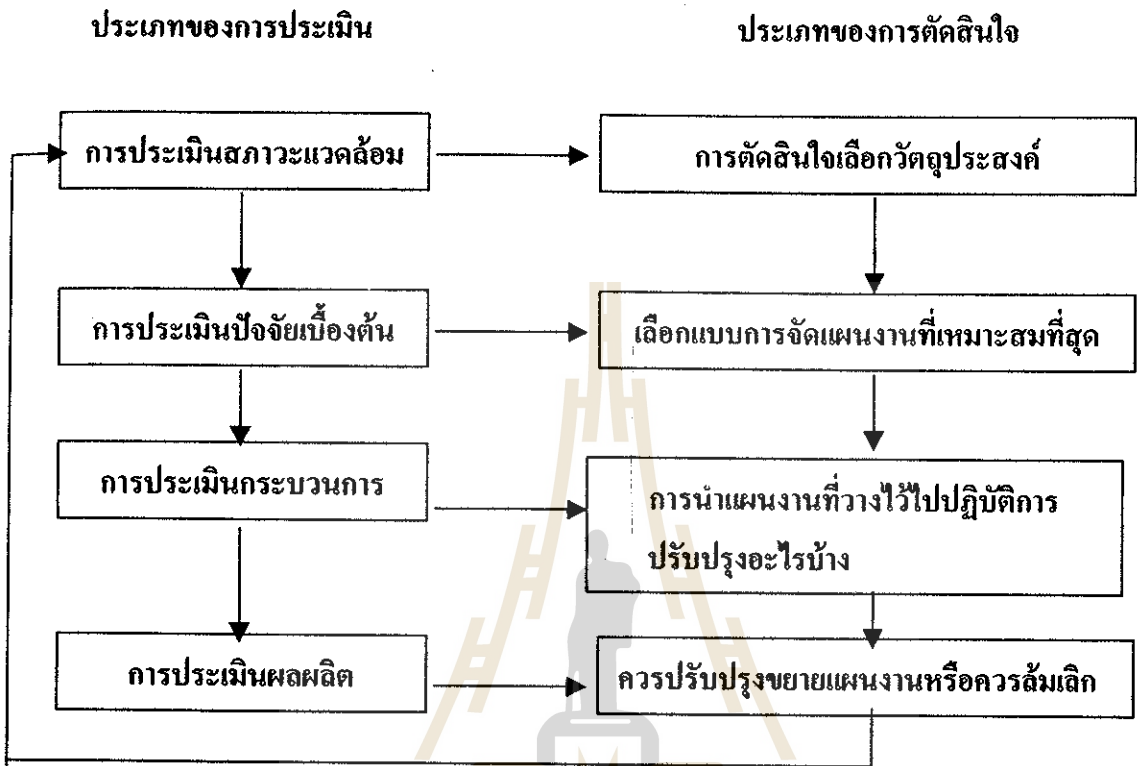 ประเภทของการประเมิน
ประเภทของการตัดสินใจ
การประเมินสภาวะแวดล้อม
การตัดสินใจเลือกวัตถุประสงค์
การประเมินปัจจัยเบื้องต้น
เลือกแบบการจัดแผนงานที่เหมาะสมที่สุด
การประเมินกระบวนการ
การนำแผนงานที่วางไว้ไปปฏิบัติการ
ปรับปรุงอะไรบ้าง
การประเมินผลผลิต
ควรปรับปรุงขยายแผนงานหรือควรล้มเลิก